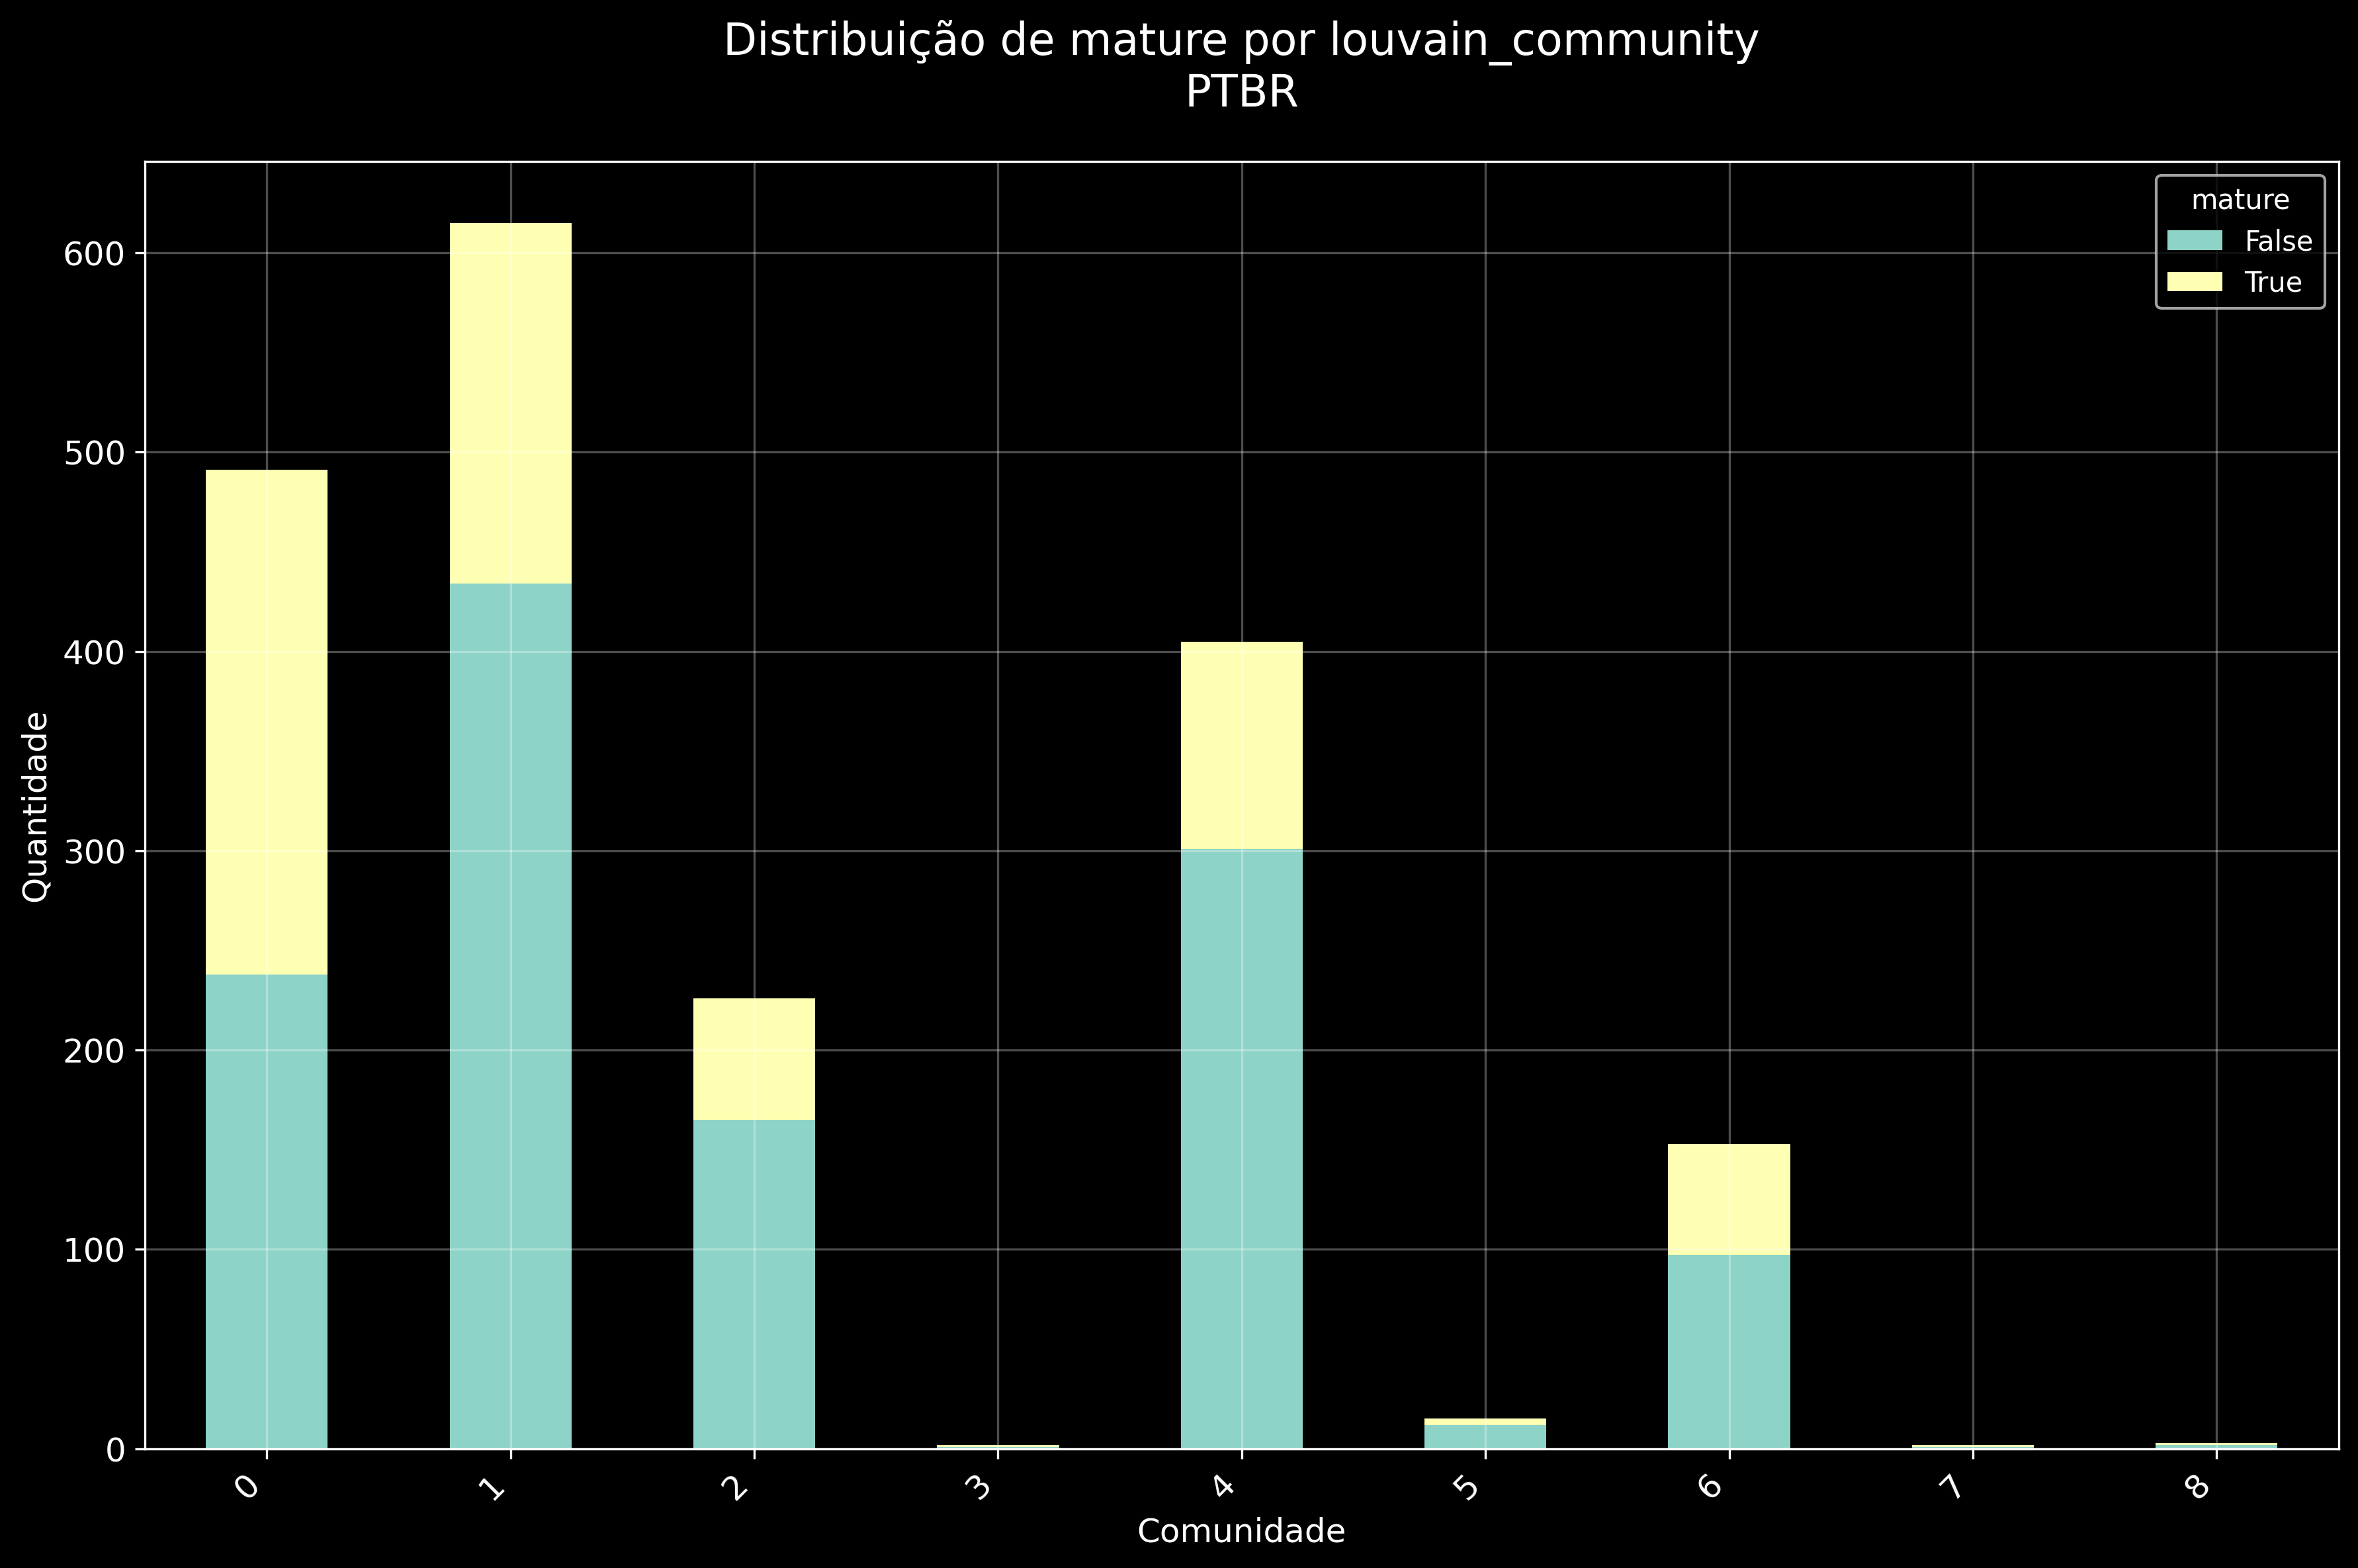 Distribuição de mature por louvain_community
PTBR
mature
False
True
600
500
400
300
200
100
0
Quantidade
0
1
2
3
4
5
6
7
8
Comunidade